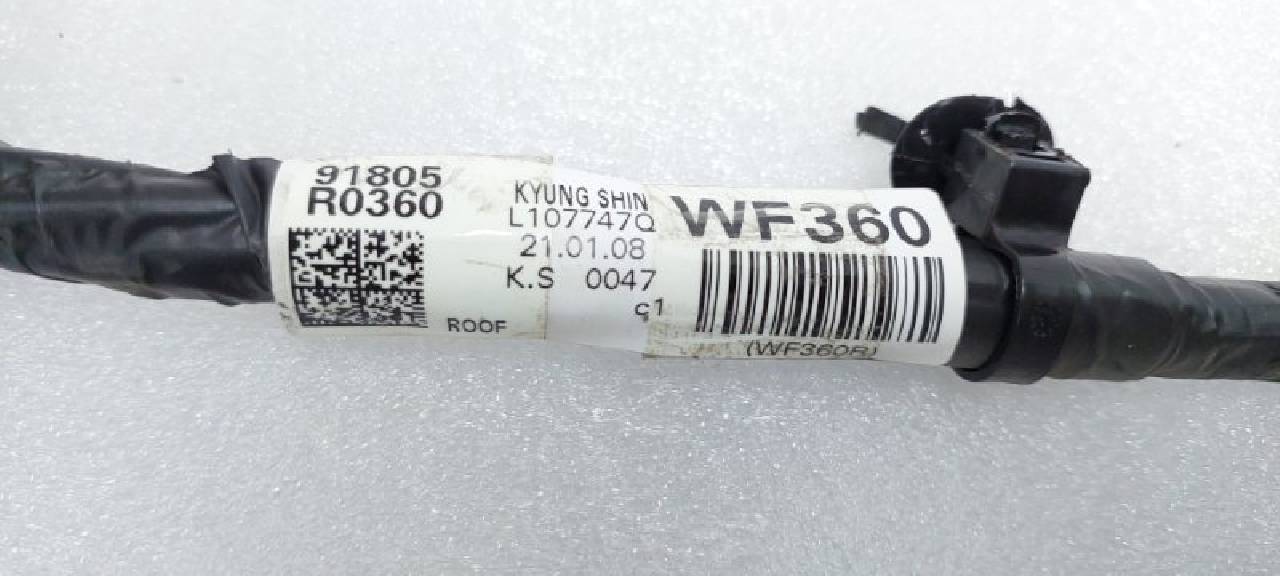 91805
R0360
ROOF
KYUNG SHIN
L107747Q
21.01.08
K.S 0047
WF360
(WF360R)